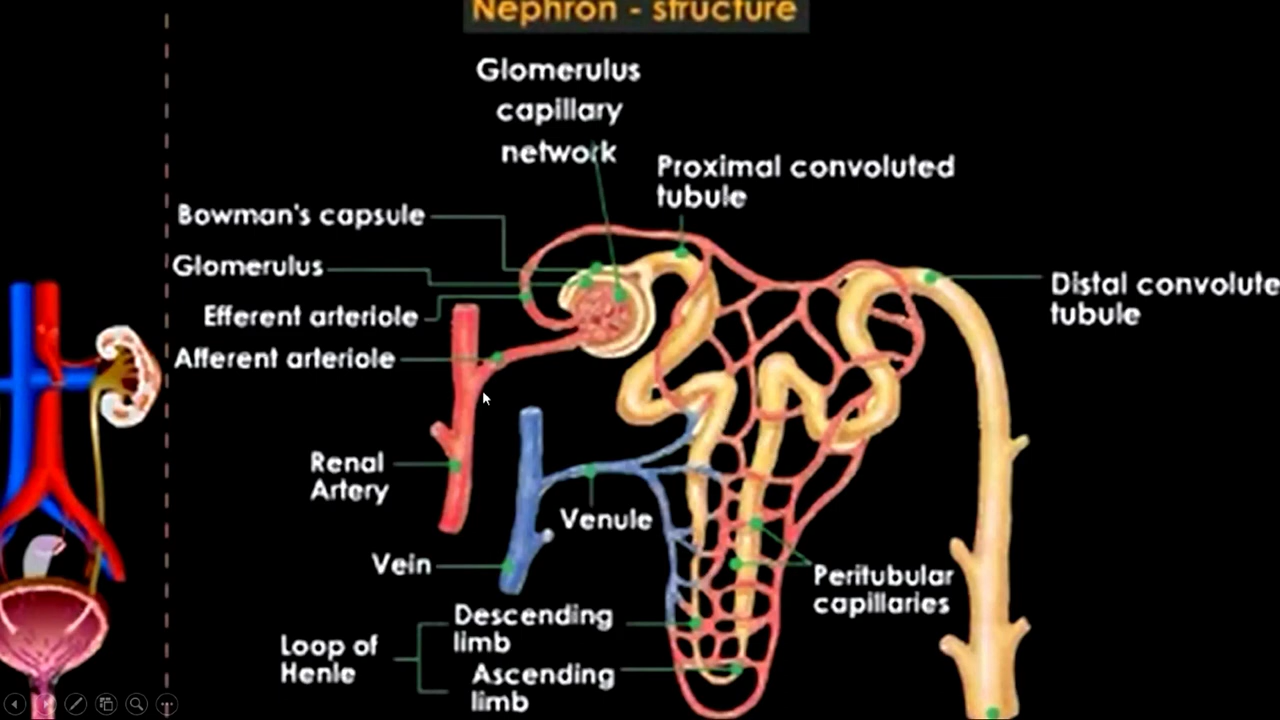 Nephron - structure
Glomerulus
capillary
network
Proximal convoluted
tubule
Bowman's capsule
Glomerulus
Efferent arteriole
Afferent arteriole
Distal convolute
tubule
Renal
Artery
Venule
Vein
Peritubular
capillaries
Loop of
Henle
Descending
limb
Ascending
limb